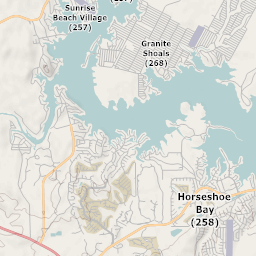 Sunrise
Beach Village
(257)
Granite
Shoals
(268)
Horseshoe
Bay
(258)